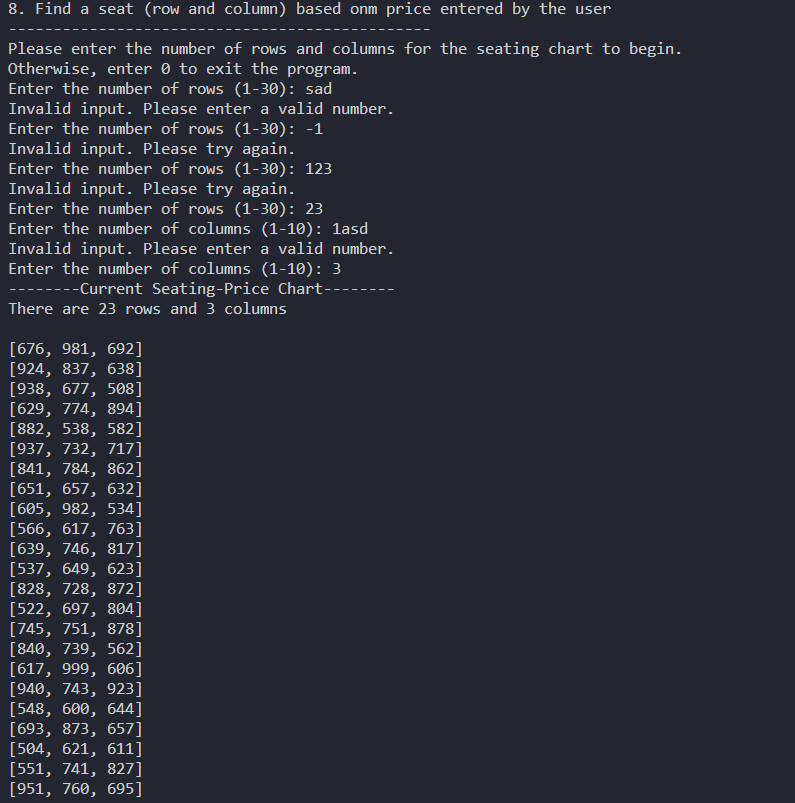 8. Find a seat (row and column) based onm price entered by the user
-----------------------------------------------
Please enter the number of rows and columns for the seating chart to begin.
Otherwise, enter 0 to exit the program.
Enter the number of rows (1-30): sad
Invalid input. Please enter a valid number.
Enter the number of rows (1-30): -1
Invalid input. Please try again.
Enter the number of rows (1-30): 123
Invalid input. Please try again.
Enter the number of rows (1-30): 23
Enter the number of columns (1-10): 1asd
Invalid input. Please enter a valid number.
Enter the number of columns (1-10): 3
--------Current Seating-Price Chart--------
There are 23 rows and 3 columns
[676, 981, 692]
[924, 837, 638]
[938, 677, 508]
[629, 774, 894]
[882, 538, 582]
[937, 732, 717]
[841, 784, 862]
[651, 657, 632]
[605, 982, 534]
[566, 617, 763]
[639, 746, 817]
[537, 649, 623]
[828, 728, 872]
[522, 697, 804]
[745, 751, 878]
[840, 739, 562]
[617, 999, 606]
[940, 743, 923]
[548, 600, 644]
[693, 873, 657]
[504, 621, 611]
[551, 741, 827]
[951, 760, 695]